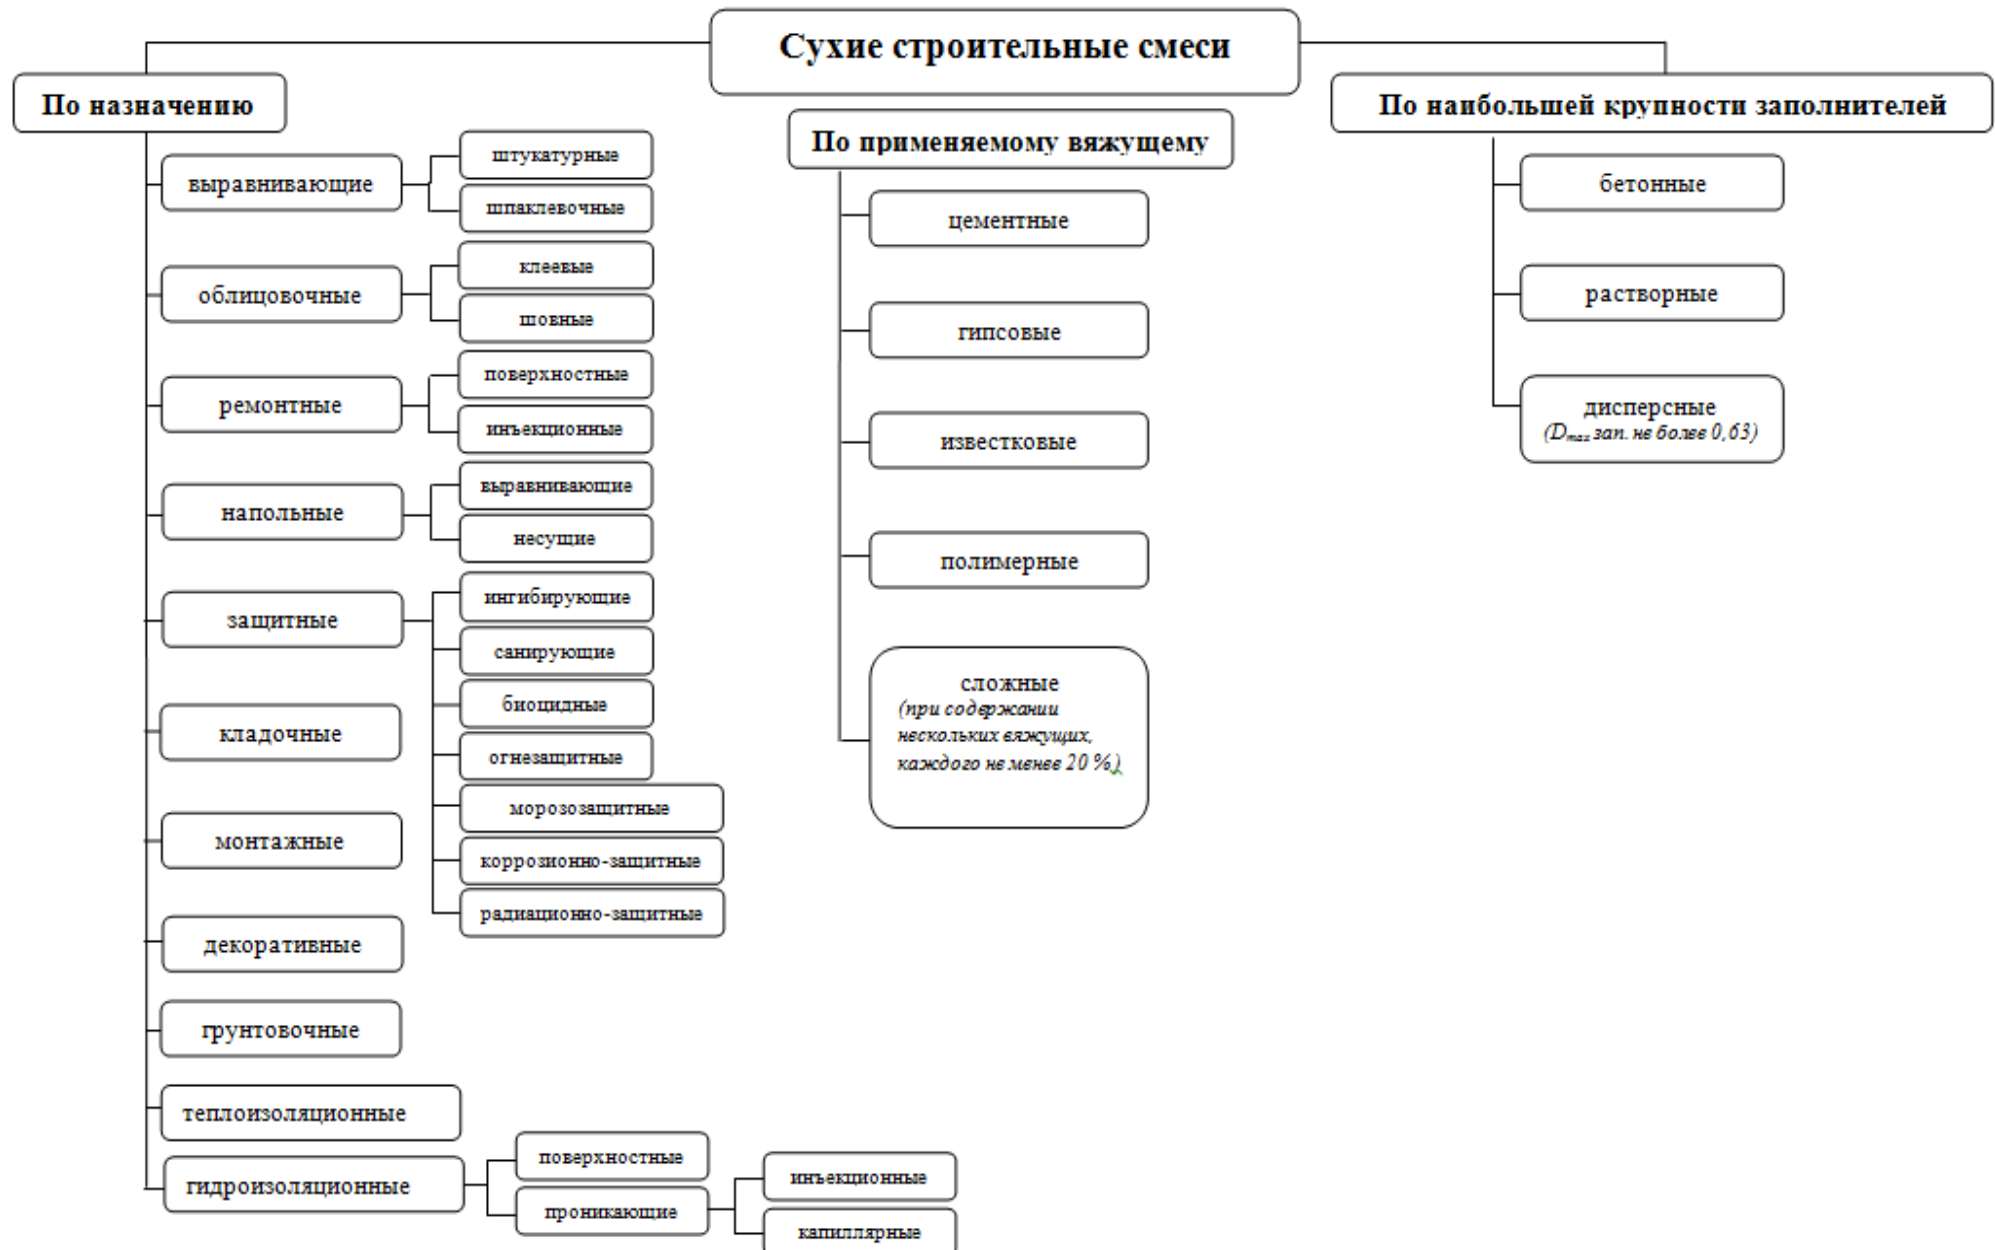 Сухие строительные смеси
По назначению
выравнивающие
штукатурные
шпаклевочные
облицовочные
клеевые
шовные
ремонтные
поверхностные
инъекционные
напольные
выравнивающие
несущие
защитные
ингибирующие
санирующие
биоцидные
огнезащитные
морозозащитные
коррозионно-защитные
радиационно-защитные
кладочные
монтажные
декоративные
грунтовочные
теплоизоляционные
гидроизоляционные
поверхностные
проникающие
инъекционные
капиллярные
По применяемому вяжущему
цементные
гипсовые
известковые
полимерные
сложные
(при содержании
нескольких вяжущих,
каждого не менее 20 %)
По наибольшей крупности заполнителей
бетонные
растворные
дисперсные
(Dmax зап. не более 0,63)